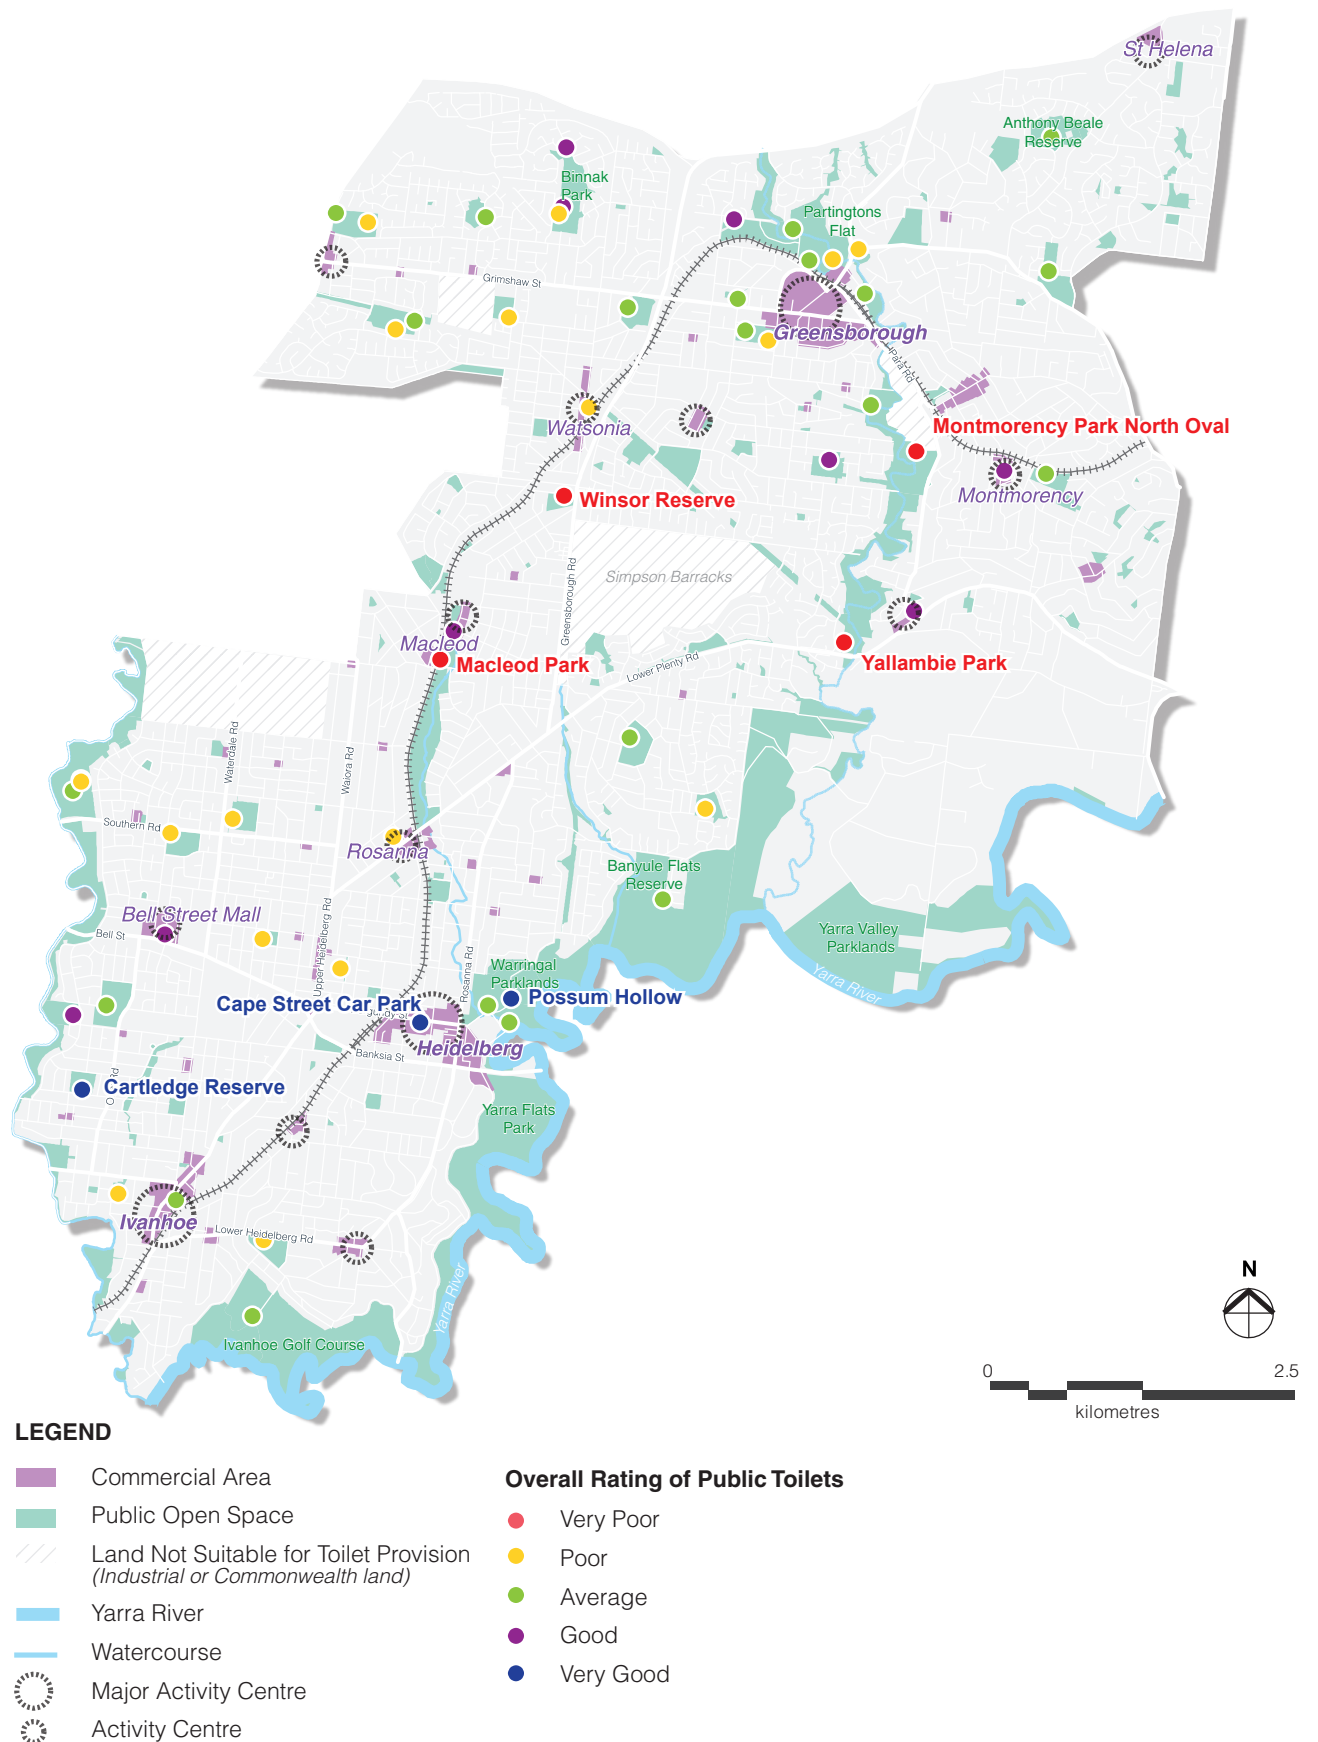 St Helena
Anthony Beale
Reserve
Binnak
Park
Partingtons
Flat
Grimshaw St
Greensborough
Para Rd
Watsonia
Montmorency Park North Oval
Montmorency
Winsor Reserve
Simpson Barracks
Greensborough Rd
Macleod
Macleod Park
Lower Plenty Rd
Yallambie Park
Waterdale Rd
Waiora Rd
Southern Rd
Rosanna
Banyule Flats
Reserve
Bell Street Mall
Bell St
Upper Heidelberg Rd
Rosanna Rd
Yarra Valley
Parklands
Yarra River
Warringal
Parklands
Cape Street Car Park
Possum Hollow
Heidelberg
Banksia St
Cartledge Reserve
Rd
Yarra Flats
Park
Ivanhoe
Lower Heidelberg Rd
Yarra River
Ivanhoe Golf Course
N
0 2.5
kilometres
LEGEND
Commercial Area
Public Open Space
Land Not Suitable for Toilet Provision
(Industrial or Commonwealth land)
Yarra River
Watercourse
Major Activity Centre
Activity Centre
Overall Rating of Public Toilets
Very Poor
Poor
Average
Good
Very Good